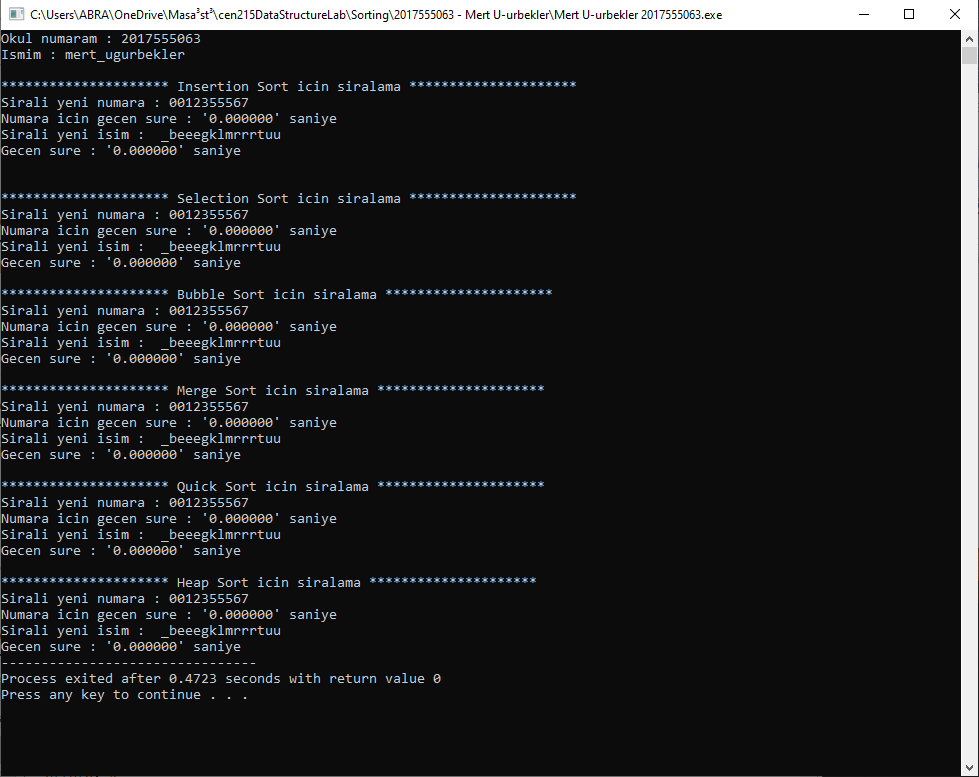 C:\Users\ABRA\OneDrive\Masa³st³\cen215DataStructureLab\Sorting\2017555063 - Mert U-urbekler\Mert U-urbekler 2017555063.exe
Okul numaram : 2017555063
Ismim : mert_ugurbekler
********************* Insertion Sort icin siralama *********************
Sirali yeni numara : 0012355567
Numara icin gecen sure : '0.000000' saniye
Sirali yeni isim :  _beeegklmrrrtuu
Gecen sure : '0.000000' saniye
********************* Selection Sort icin siralama *********************
Sirali yeni numara : 0012355567
Numara icin gecen sure : '0.000000' saniye
Sirali yeni isim :  _beeegklmrrrtuu
Gecen sure : '0.000000' saniye
********************* Bubble Sort icin siralama *********************
Sirali yeni numara : 0012355567
Numara icin gecen sure : '0.000000' saniye
Sirali yeni isim :  _beeegklmrrrtuu
Gecen sure : '0.000000' saniye
********************* Merge Sort icin siralama *********************
Sirali yeni numara : 0012355567
Numara icin gecen sure : '0.000000' saniye
Sirali yeni isim :  _beeegklmrrrtuu
Gecen sure : '0.000000' saniye
********************* Quick Sort icin siralama *********************
Sirali yeni numara : 0012355567
Numara icin gecen sure : '0.000000' saniye
Sirali yeni isim :  _beeegklmrrrtuu
Gecen sure : '0.000000' saniye
********************* Heap Sort icin siralama *********************
Sirali yeni numara : 0012355567
Numara icin gecen sure : '0.000000' saniye
Sirali yeni isim :  _beeegklmrrrtuu
Gecen sure : '0.000000' saniye
--------------------------------
Process exited after 0.4723 seconds with return value 0
Press any key to continue . . .